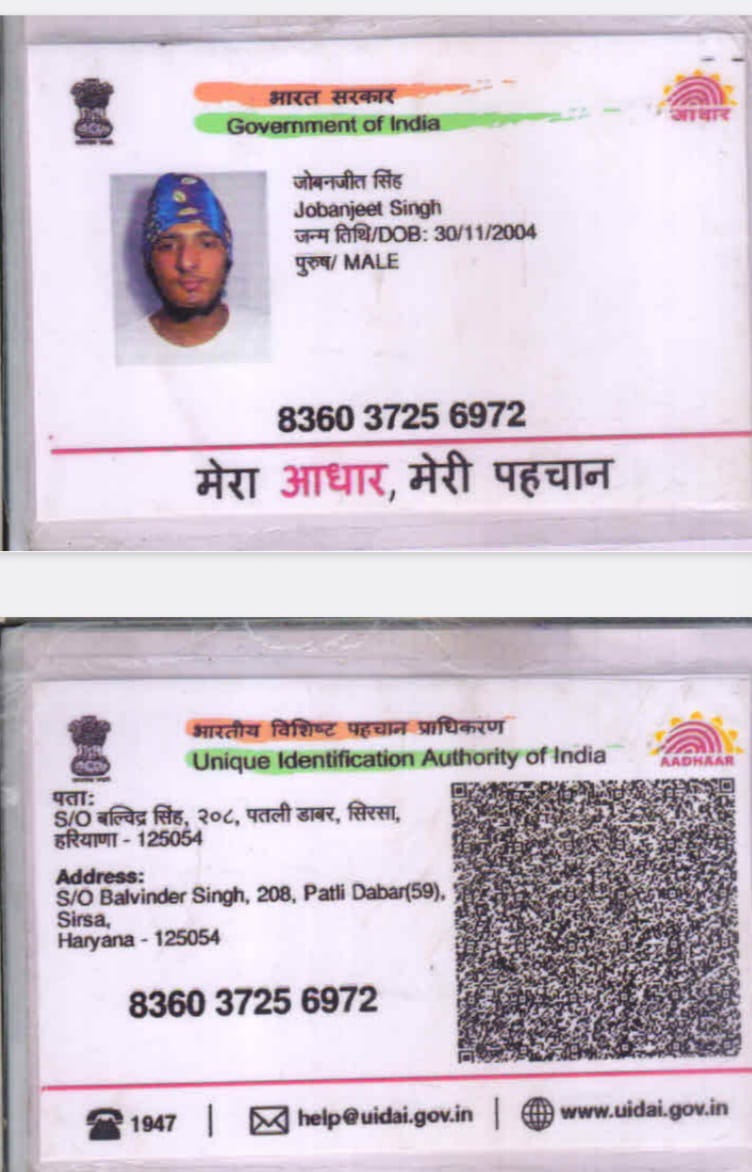 भारत सरकार
Government of India
आधार
जोबनजीत सिंह
Jobanjeet Singh
जन्म तिथि/DOB: 30/11/2004
पुरुष/ MALE
8360 3725 6972
मेरा आधार, मेरी पहचान
भारतीय विशिष्ट पहचान प्राधिकरण
Unique Identification Authority of India
AADHAAR
पता:
S/O बल्विद्र सिंह, २०८, पतली डाबर, सिरसा,
हरियाणा - 125054
Address:
S/O Balvinder Singh, 208, Patli Dabar(59),
Sirsa,
Haryana - 125054
8360 3725 6972
1947 | help@uidai.gov.in | www.uidai.gov.in